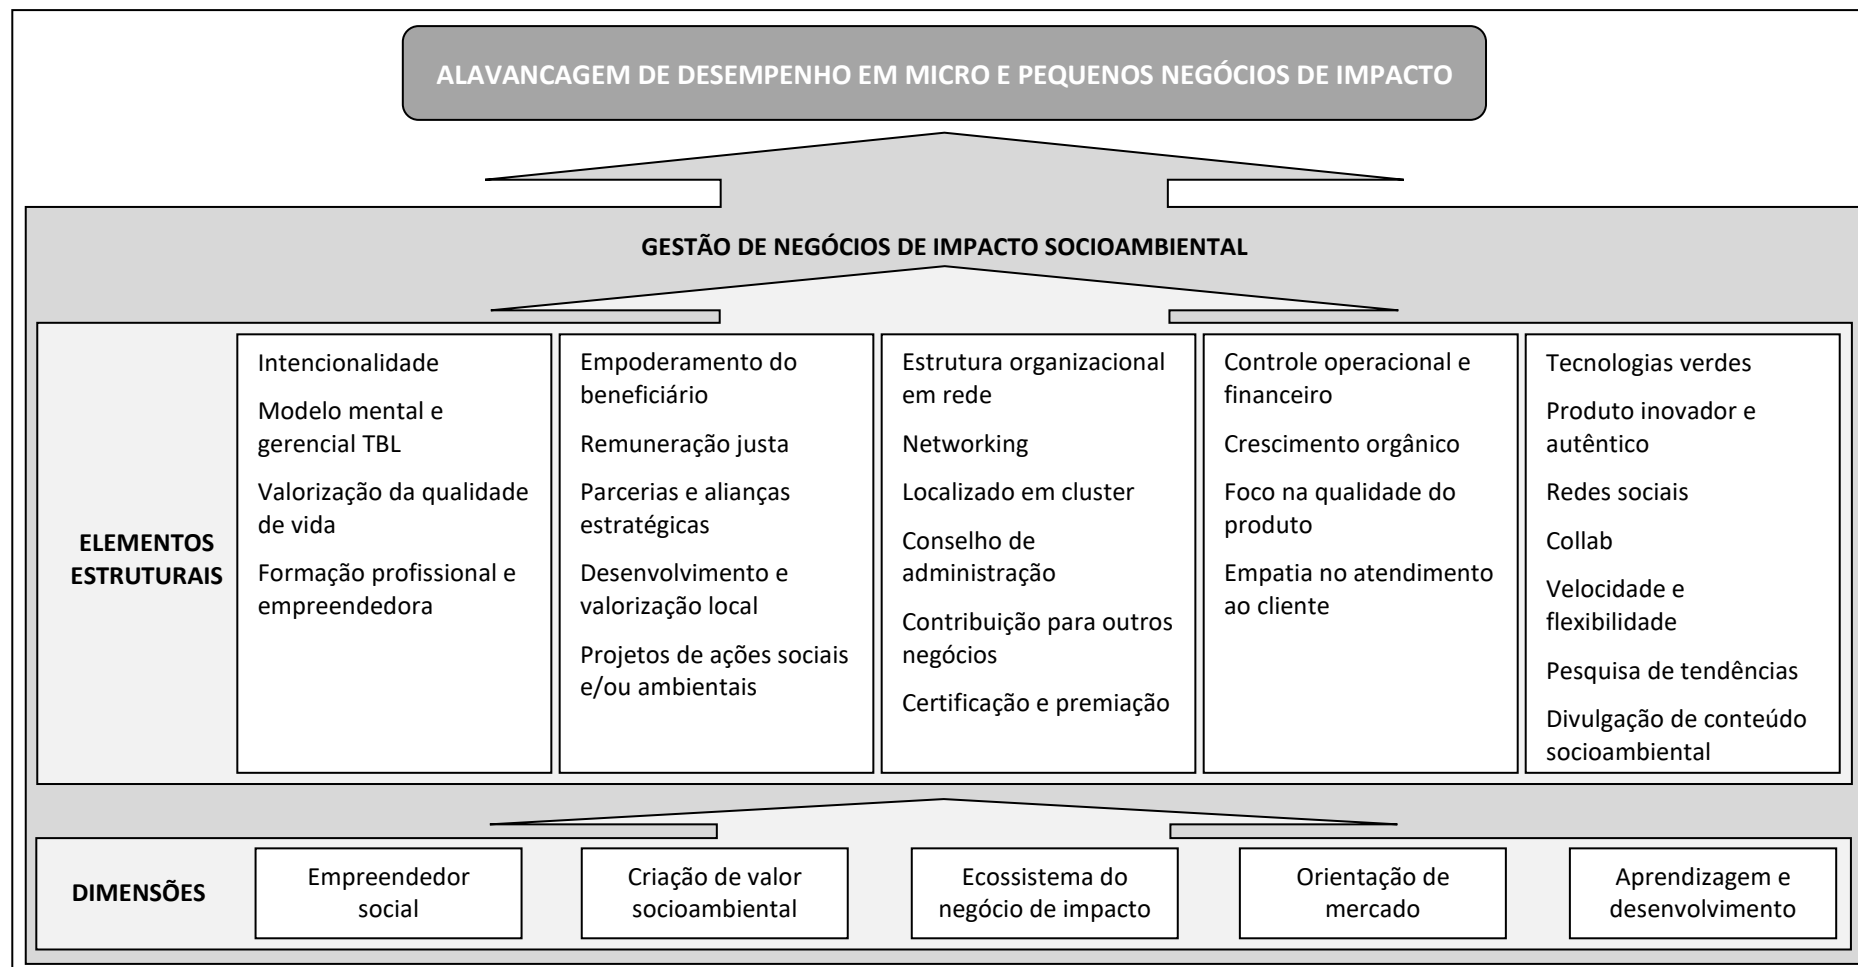 ALAVANCAGEM DE DESEMPENHO EM MICRO E PEQUENOS NEGÓCIOS DE IMPACTO
GESTÃO DE NEGÓCIOS DE IMPACTO SOCIOAMBIENTAL
ELEMENTOS
ESTRUTURAIS
Intencionalidade
Modelo mental e
gerencial TBL
Valorização da qualidade
de vida
Formação profissional e
empreendedora
Empoderamento do
beneficiário
Remuneração justa
Parcerias e alianças
estratégicas
Desenvolvimento e
valorização local
Projetos de ações sociais
e/ou ambientais
Estrutura organizacional
em rede
Networking
Localizado em cluster
Conselho de
administração
Contribuição para outros
negócios
Certificação e premiação
Controle operacional e
financeiro
Crescimento orgânico
Foco na qualidade do
produto
Empatia no atendimento
ao cliente
Tecnologias verdes
Produto inovador e
autêntico
Redes sociais
Collab
Velocidade e
flexibilidade
Pesquisa de tendências
Divulgação de conteúdo
socioambiental
DIMENSÕES
Empreendedor
social
Criação de valor
socioambiental
Ecossistema do
negócio de impacto
Orientação de
mercado
Aprendizagem e
desenvolvimento